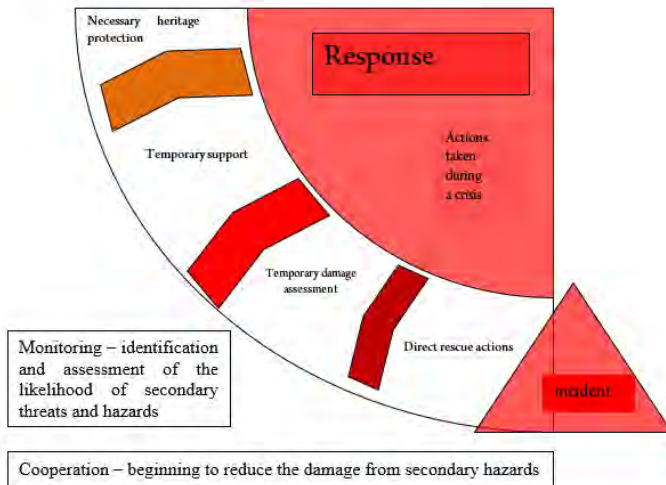 Necessary heritage
protection
Response
Actions
taken
during
a crisis
Temporary support
Temporary damage
assessment
Direct rescue actions
incident
Monitoring – identification
and assessment of the
likelihood of secondary
threats and hazards
Cooperation – beginning to reduce the damage from secondary hazards